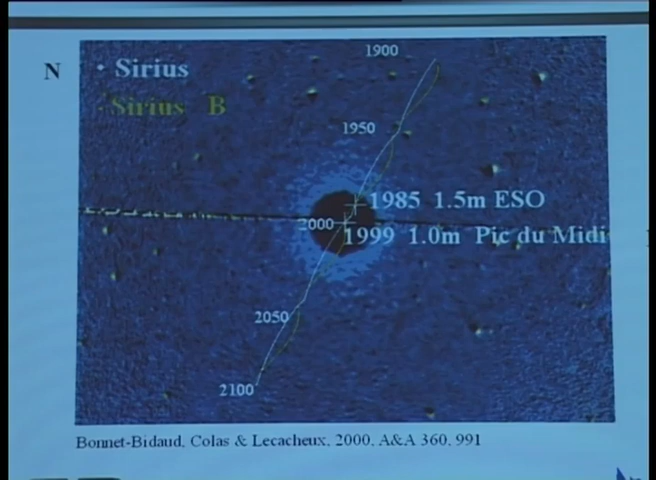 N
Sirius
Sirius B
1900
1950
1985 1.5m ESO
2000
1999 1.0m Pic du Midi
2050
2100
Bonnet-Bidaud, Colas & Lecacheux, 2000, A&A 360, 991